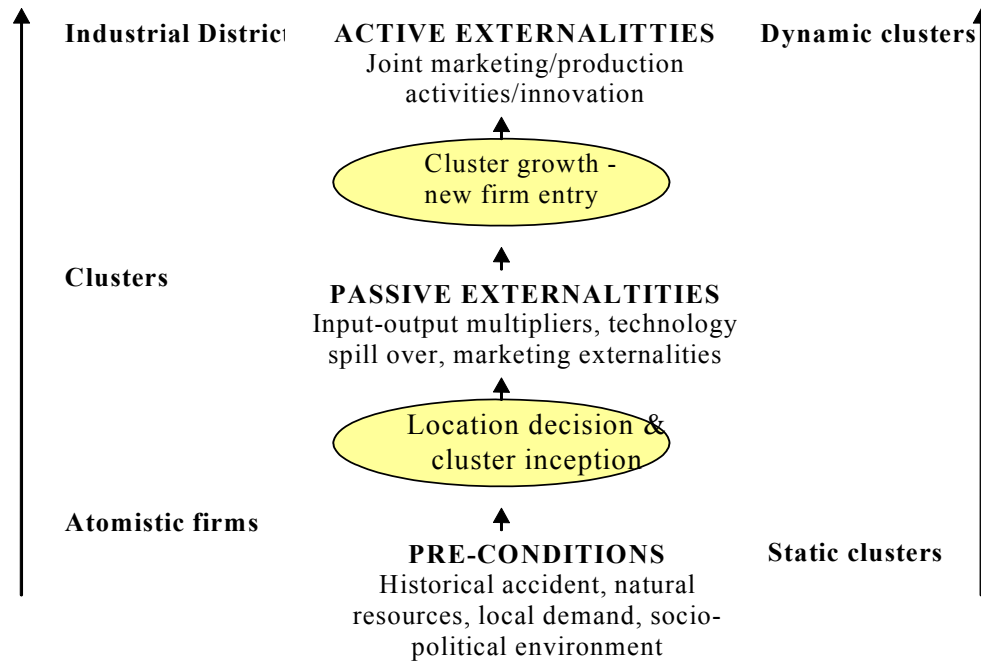 Industrial District
ACTIVE EXTERNALITTIES
Dynamic clusters
Joint marketing/production
activities/innovation
Cluster growth -
new firm entry
Clusters
PASSIVE EXTERNALTITIES
Input-output multipliers, technology
spill over, marketing externalities
Location decision &
cluster inception
Atomistic firms
PRE-CONDITIONS
Static clusters
Historical accident, natural
resources, local demand, socio-
political environment